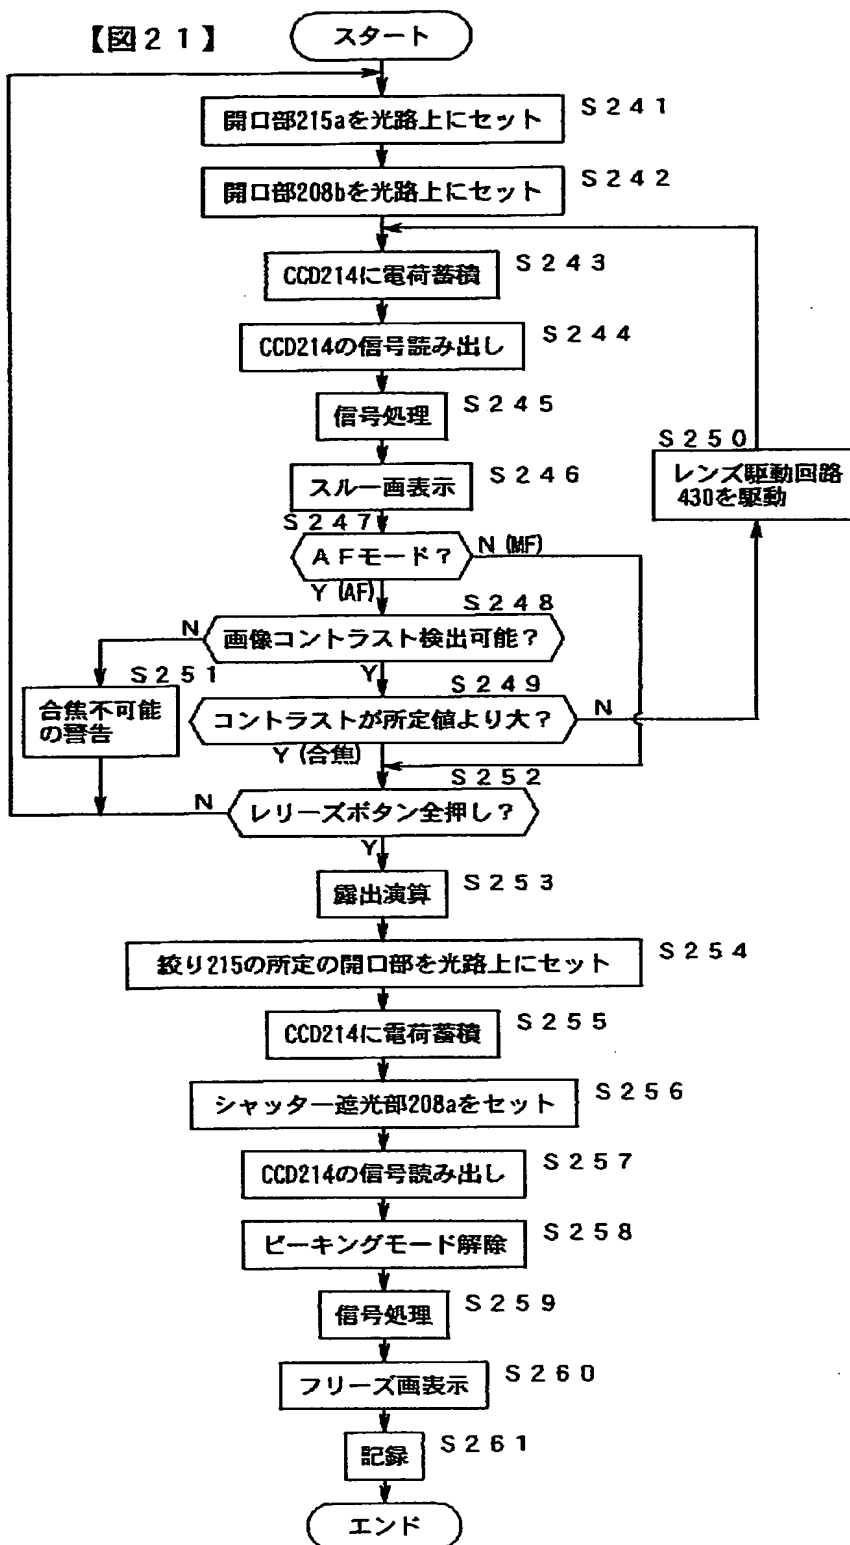 【図２１】
スタート
開口部215aを光路上にセット
Ｓ２４１
開口部208bを光路上にセット
Ｓ２４２
CCD214に電荷蓄積
Ｓ２４３
CCD214の信号読み出し
Ｓ２４４
信号処理
Ｓ２４５
スルー画表示
Ｓ２４６
Ｓ２４７
ＡＦモード？
N (MF)
Y (AF)
Ｓ２５０
レンズ駆動回路
430を駆動
Ｓ２４８
画像コントラスト検出可能？
N
Y
Ｓ２５１
合焦不可能
の警告
Ｓ２４９
コントラストが所定値より大？
N
Y (合焦)
Ｓ２５２
レリーズボタン全押し？
N
Y
露出演算
Ｓ２５３
絞り215の所定の開口部を光路上にセット
Ｓ２５４
CCD214に電荷蓄積
Ｓ２５５
シャッター遮光部208aをセット
Ｓ２５６
CCD214の信号読み出し
Ｓ２５７
ピーキングモード解除
Ｓ２５８
信号処理
Ｓ２５９
フリーズ画表示
Ｓ２６０
記録
Ｓ２６１
エンド